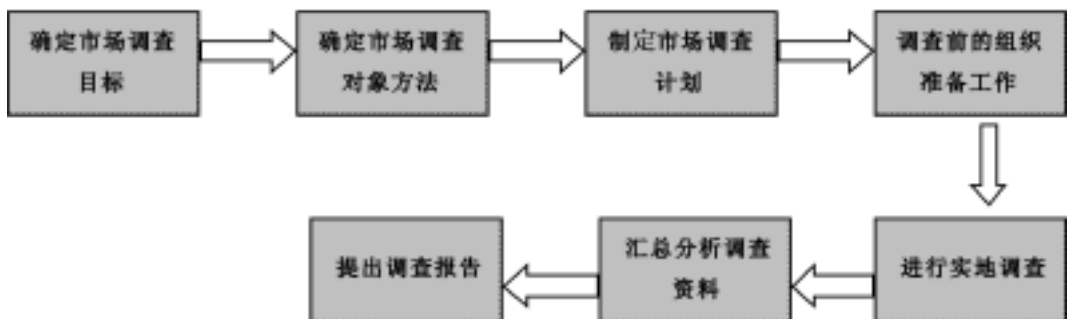 确定市场调查
目标
确定市场调查
对象方法
制定市场调查
计划
调查前的组织
准备工作
进行实地调查
汇总分析调查
资料
提出调查报告